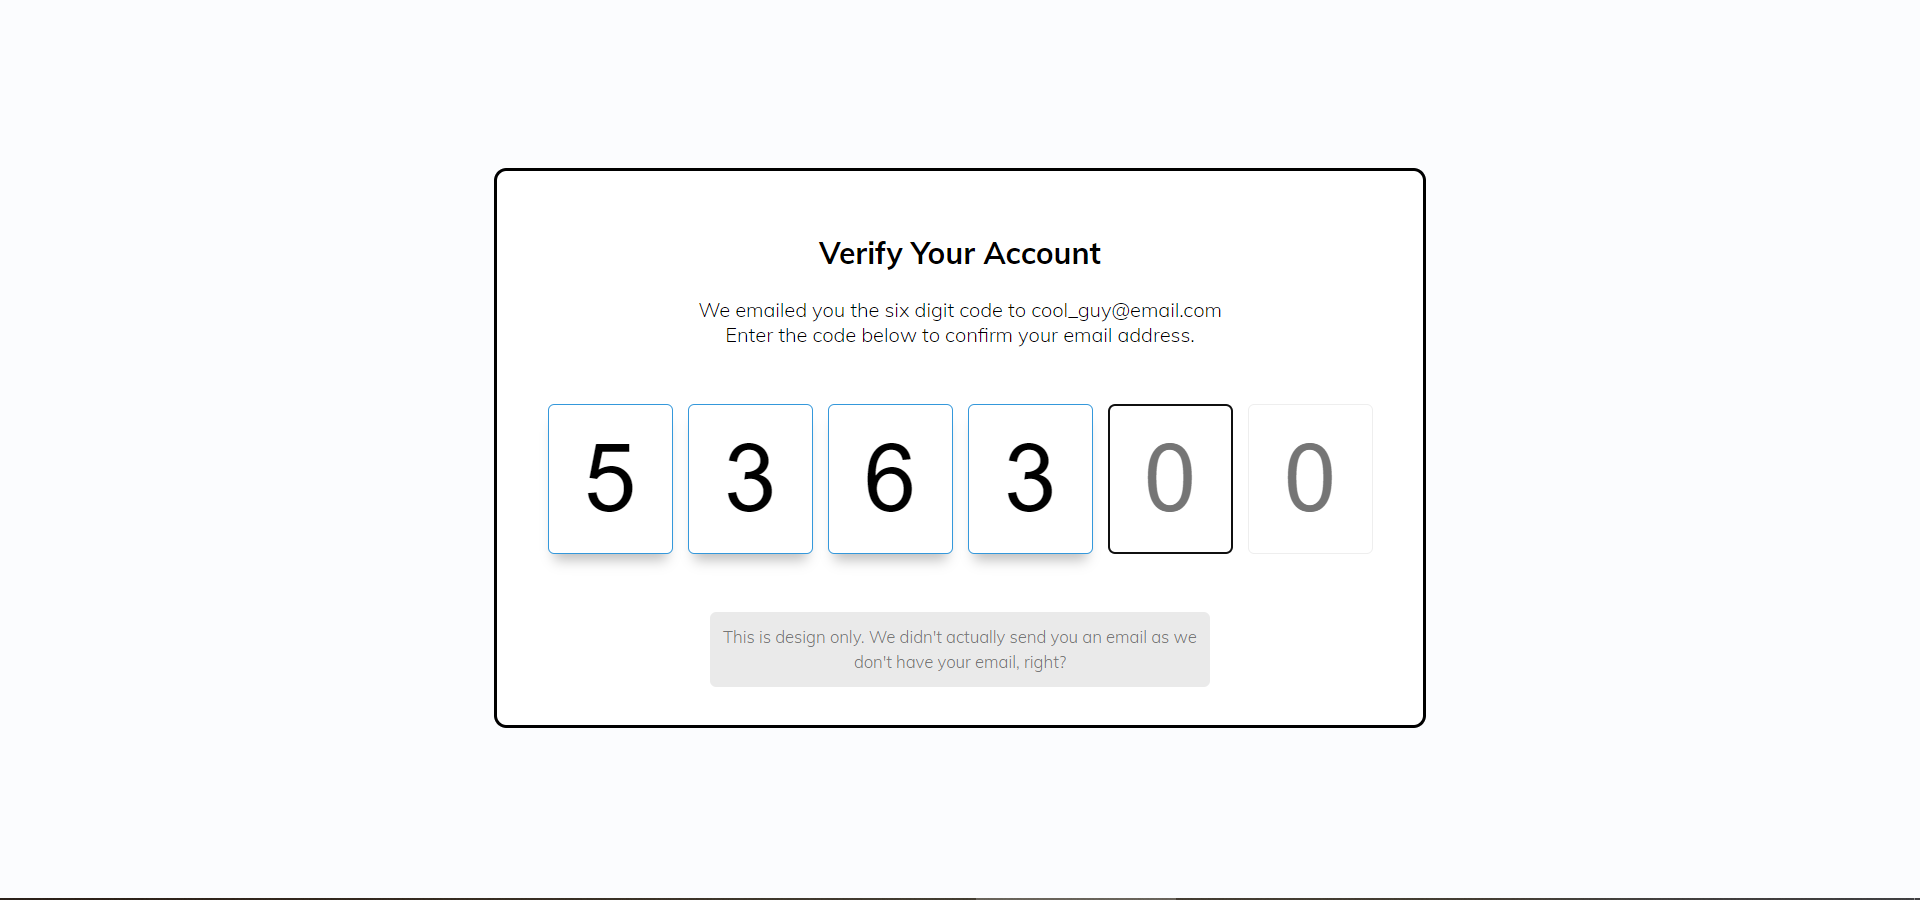 Verify Your Account
We emailed you the six digit code to cool_guy@email.com
Enter the code below to confirm your email address.
5 3 6 3 0 0
This is design only. We didn't actually send you an email as we
don't have your email, right?